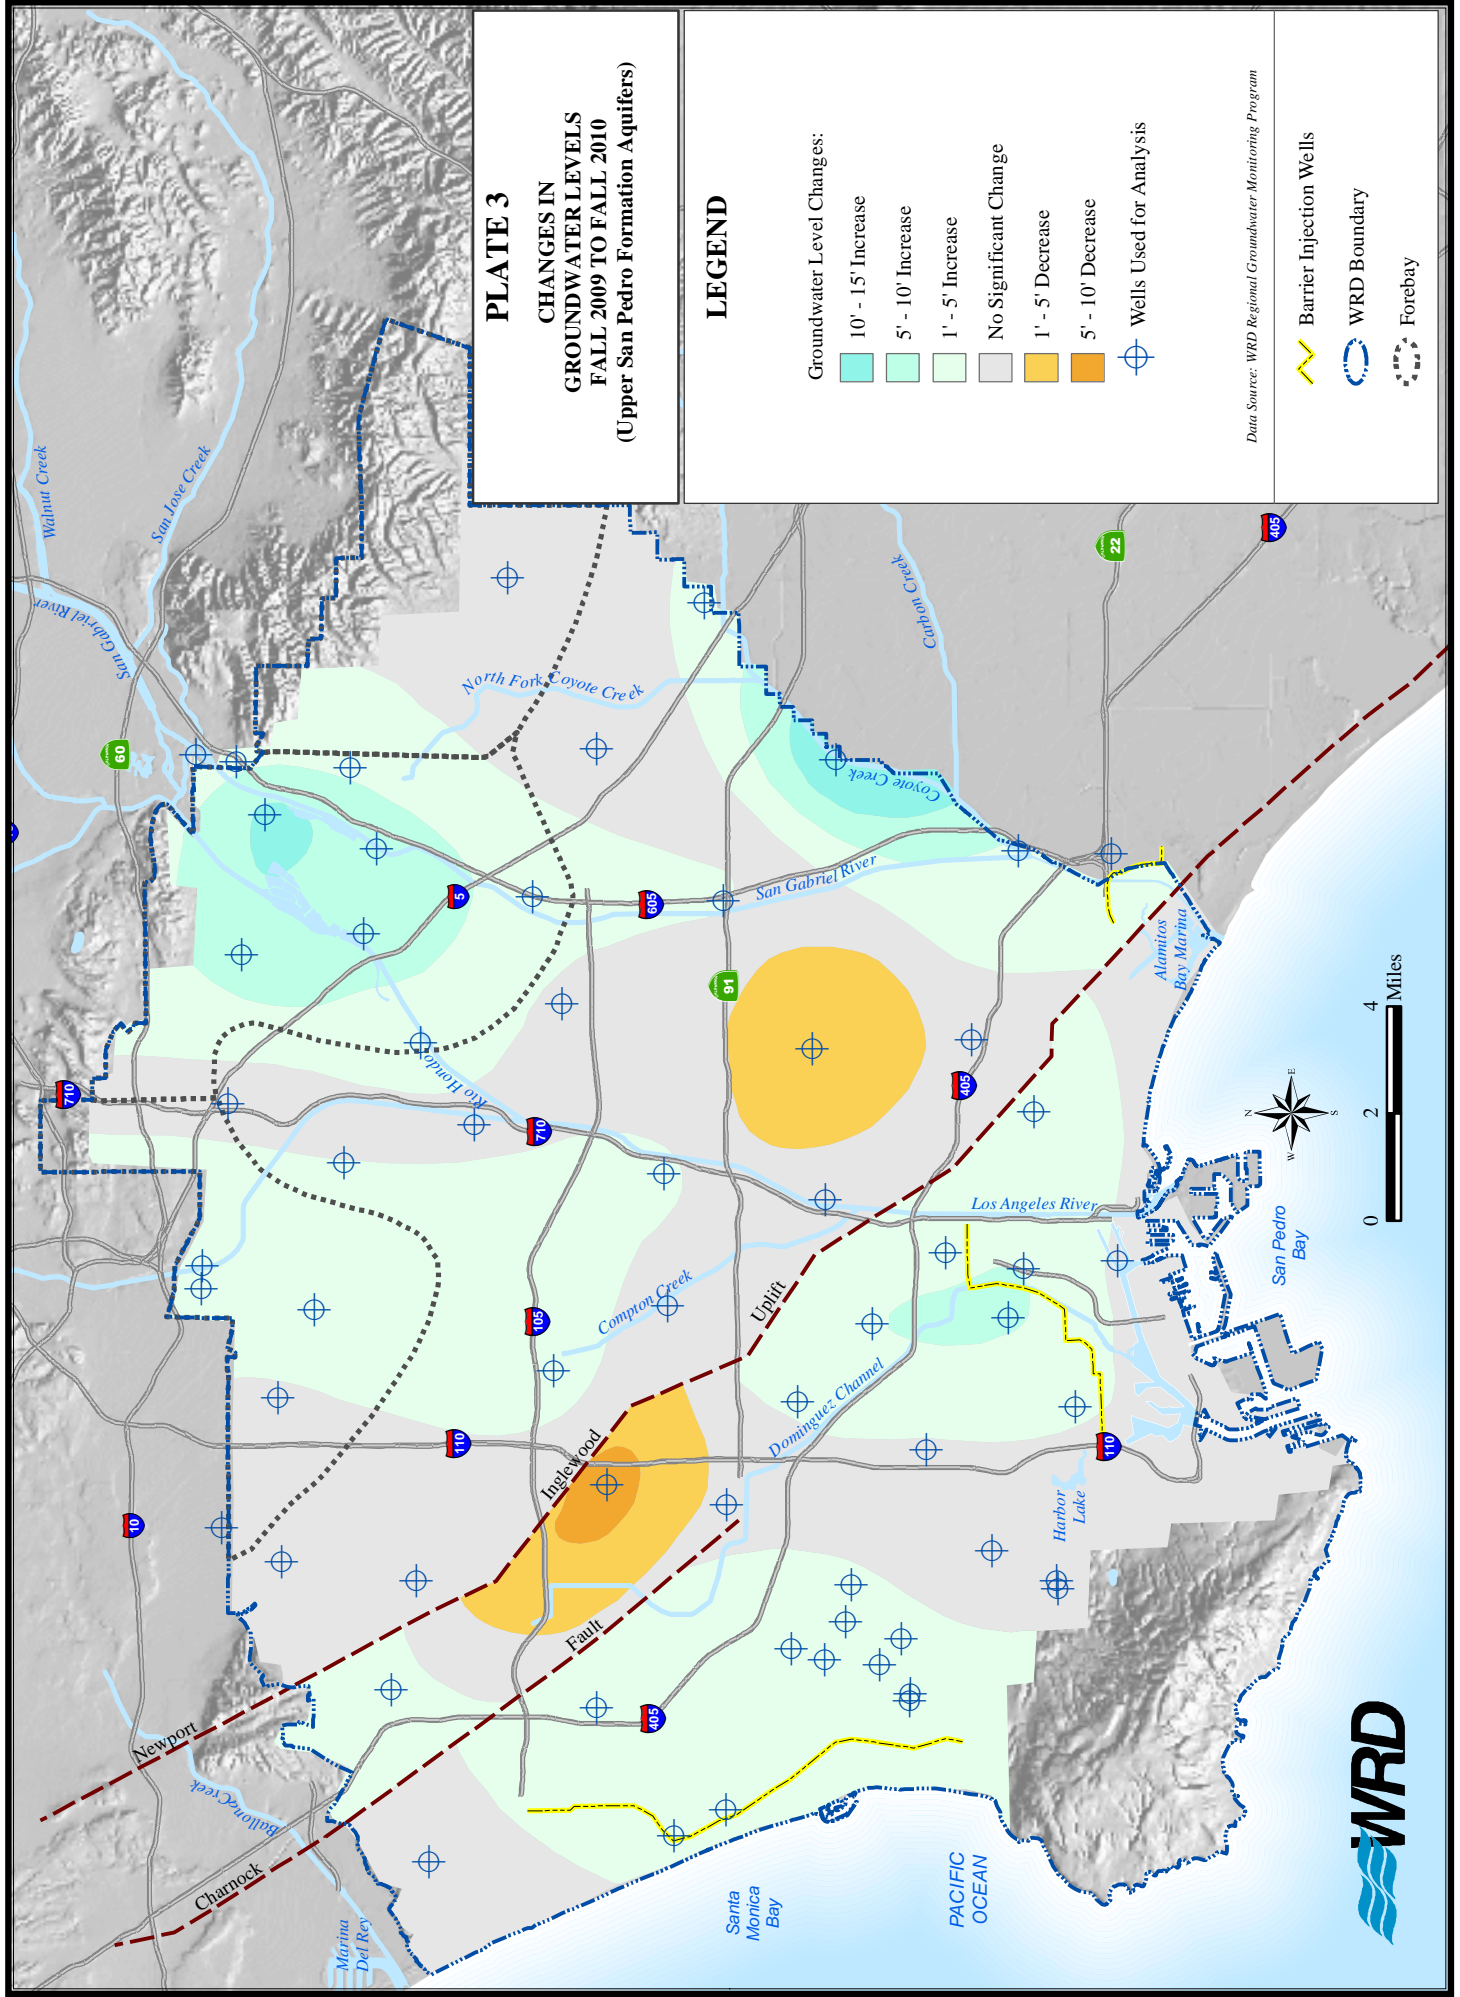 PLATE 3
CHANGES IN
GROUNDWATER LEVELS
FALL 2009 TO FALL 2010
(Upper San Pedro Formation Aquifers)
LEGEND
Groundwater Level Changes:
10' - 15' Increase
5' - 10' Increase
1' - 5' Increase
No Significant Change
1' - 5' Decrease
5' - 10' Decrease
Wells Used for Analysis
Data Source: WRD Regional Groundwater Monitoring Program
Barrier Injection Wells
WRD Boundary
Forebay
Walnut Creek
San Jose Creek
San Gabriel River
60
North Fork Coyote Creek
Carbon Creek
22
405
Coyote Creek
5
605
San Gabriel River
91
Alamitos
Bay Marina
710
Rio Hondo
710
405
Los Angeles River
San Pedro
Bay
Compton Creek
105
Uplift
Dominguez Channel
110
Inglewood
110
Harbor
Lake
10
Fault
405
Newport
Ballona Creek
Charnock
Marina
Del Rey
Santa
Monica
Bay
PACIFIC
OCEAN
N
E
S
W
0
2
4
Miles
WRD